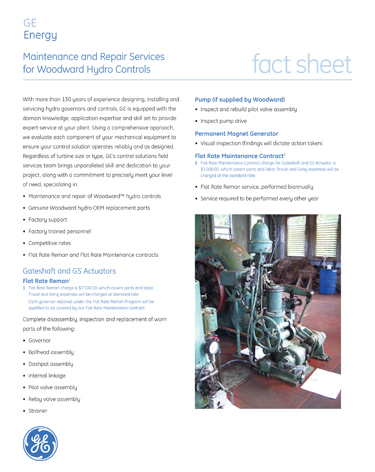 GE
Energy
Maintenance and Repair Services
for Woodward Hydro Controls
fact sheet
With more than 130 years of experience designing, installing and
servicing hydro governors and controls, GE is equipped with the
domain knowledge, application expertise and skill set to provide
expert service at your plant. Using a comprehensive approach,
we evaluate each component of your mechanical equipment to
ensure your control solution operates reliably and as designed.
Regardless of turbine size or type, GE's control solutions field
services team brings unparalleled skill and dedication to your
project, along with a commitment to precisely meet your level
of need, specializing in:
• Maintenance and repair of Woodward™ hydro controls
• Genuine Woodward hydro OEM replacement parts
• Factory support
• Factory trained personnel
• Competitive rates
• Flat Rate Reman and Flat Rate Maintenance contracts
Gateshaft and GS Actuators
Flat Rate Reman¹
Flat Rate Reman charge is $7,500.00, which covers parts and labor.
Travel and living expenses will be charged at standard rate.
Each governor repaired under the Flat Rate Reman Program will be
qualified to be covered by our Flat Rate Maintenance contract.
Complete disassembly, inspection and replacement of worn
parts of the following:
• Governor
• Ballhead assembly
• Dashpot assembly
• Internal linkage
• Pilot valve assembly
• Relay valve assembly
• Strainer
Pump (if supplied by Woodward)
• Inspect and rebuild pilot valve assembly
• Inspect pump drive
Permanent Magnet Generator
• Visual inspection (findings will dictate action taken)
Flat Rate Maintenance Contract²
2 Flat Rate Maintenance Contract charge for Gateshaft and GS Actuator is
$2,000.00, which covers parts and labor. Travel and living expenses will be
charged at the standard rate.
• Flat Rate Reman service, performed biannually
• Service required to be performed every other year
GE